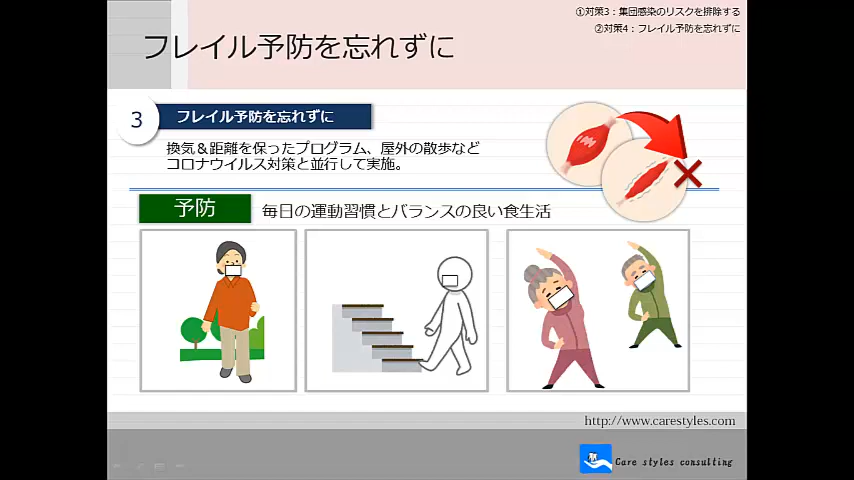 ①対策3：集団感染のリスクを排除する
②対策4：フレイル予防を忘れずに
フレイル予防を忘れずに
3
フレイル予防を忘れずに
換気＆距離を保ったプログラム、屋外の散歩など
コロナウイルス対策と並行して実施。
予防
毎日の運動習慣とバランスの良い食生活
http://www.carestyles.com
Care styles consulting